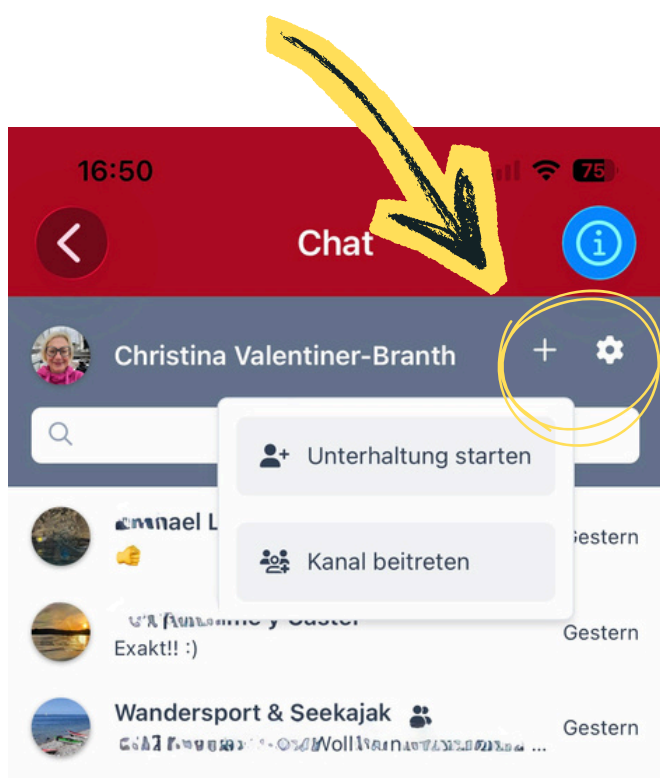 16:50
75
Chat
Christina Valentiner-Branth
Unterhaltung starten
Kanal beitreten
Gestern
Exakt!! :)
Gestern
Wandersport & Seekajak
Gestern